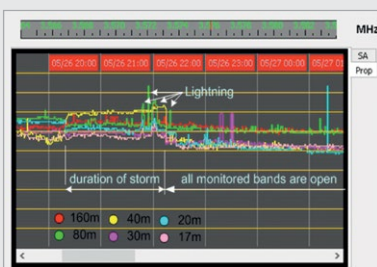 MHz
SA
Prop
05/26 20:00 05/26 21:00 05/26 22:00 05/26 23:00 05/27 00:00 05/27 01
Lightning
duration of storm all monitored bands are open
160m 40m 20m
80m 30m 17m